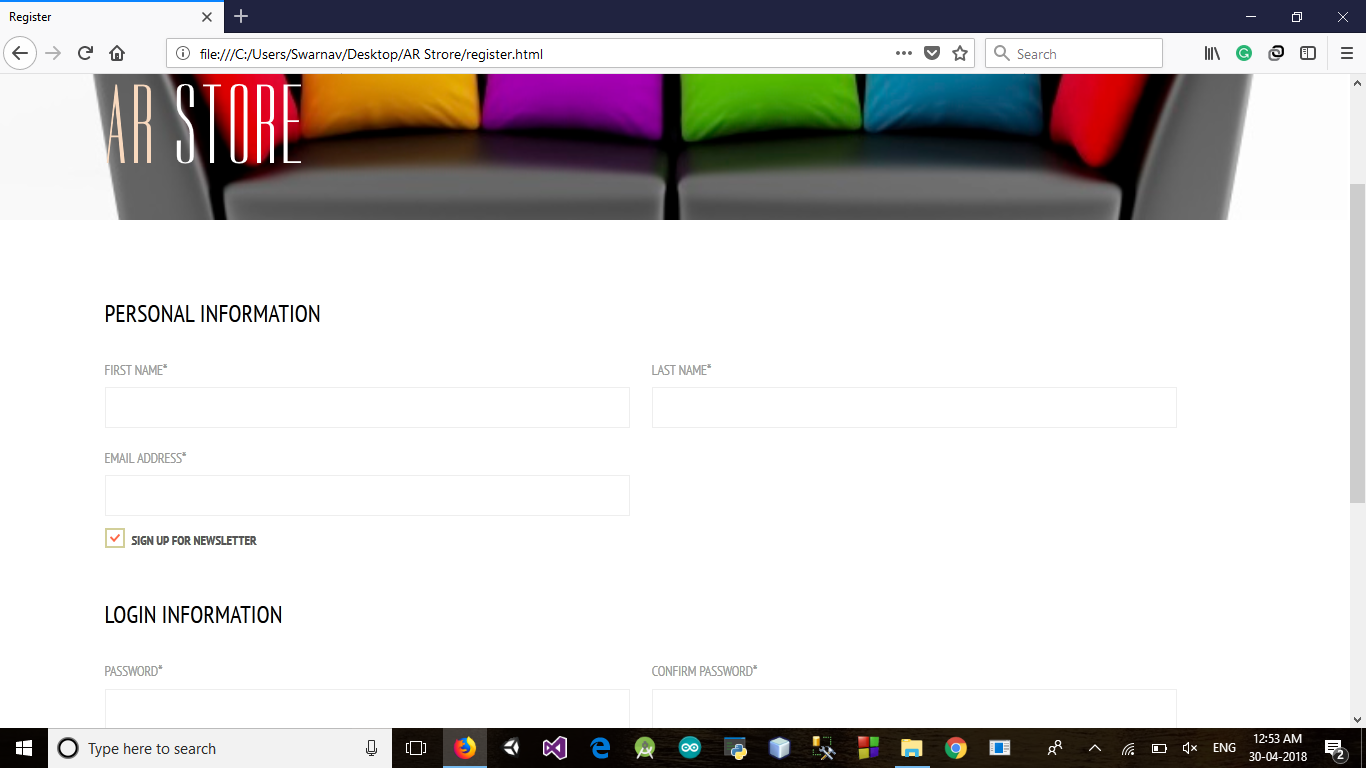 Register
file:///C:/Users/Swarnav/Desktop/AR Strore/register.html
Search
AR STORE
PERSONAL INFORMATION
FIRST NAME*
LAST NAME*
EMAIL ADDRESS*
SIGN UP FOR NEWSLETTER
LOGIN INFORMATION
PASSWORD*
CONFIRM PASSWORD*
Type here to search
ENG
12:53 AM
30-04-2018
2